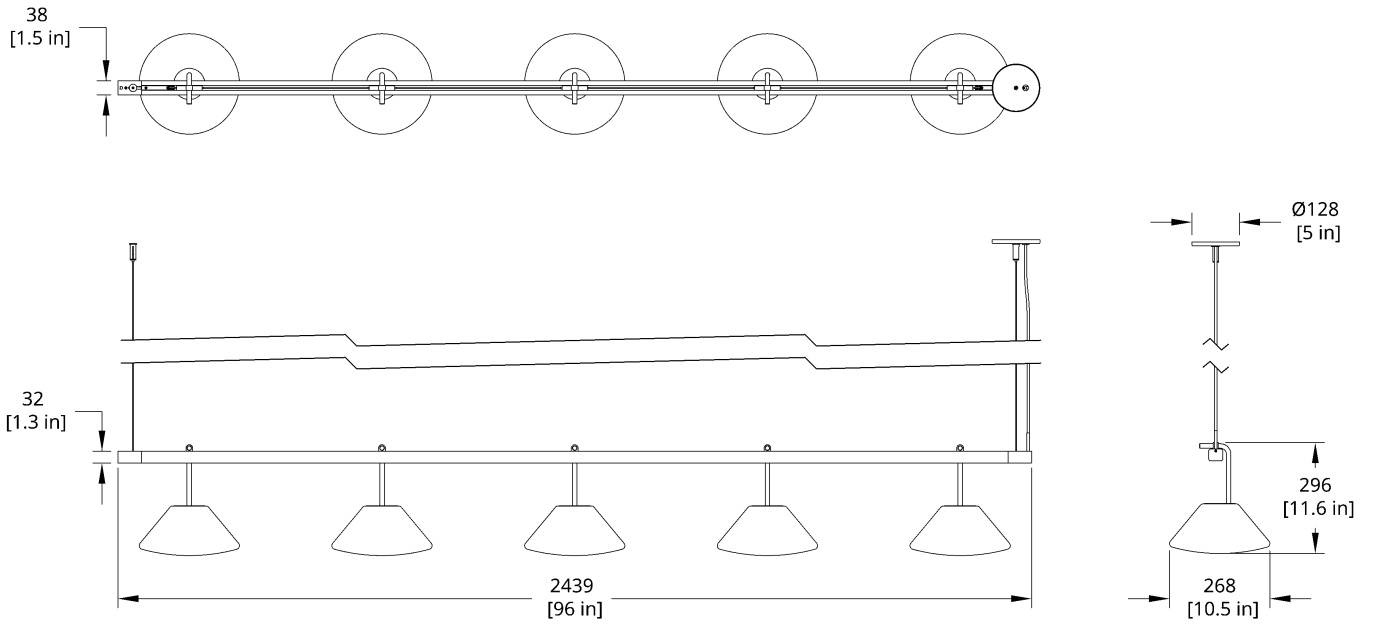 38
[1.5 in]
Ø128
[5 in]
32
[1.3 in]
296
[11.6 in]
2439
[96 in]
268
[10.5 in]